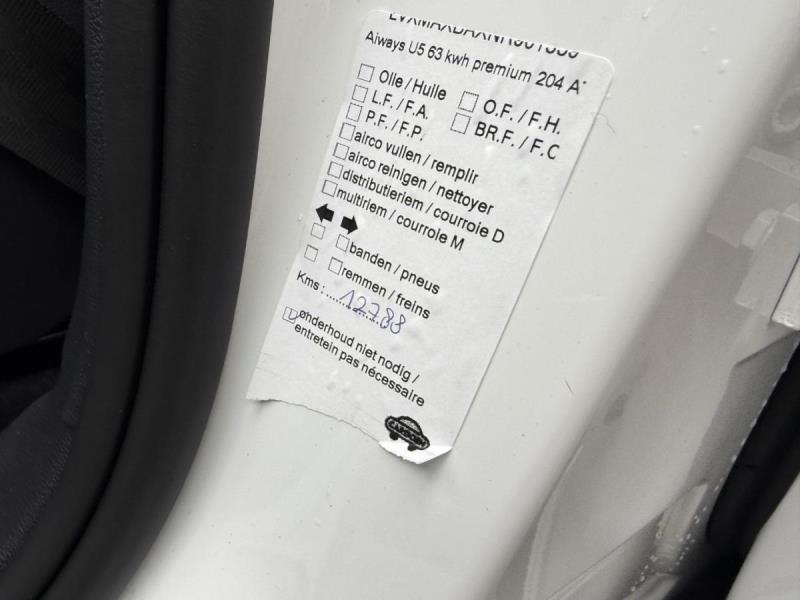 Aiways U5 63 kwh premium 204 A
Olie / Huile
O.F. / F.H.
L.F. / F.A.
BR.F. / F.C
P.F. / F.P.
airco vullen / remplir
airco reinigen / nettoyer
distributieriem / courroie D
multiriem / courroie M
banden / pneus
remmen / freins
Kms : 12788
onderhoud niet nodig /
entretein pas nécessaire